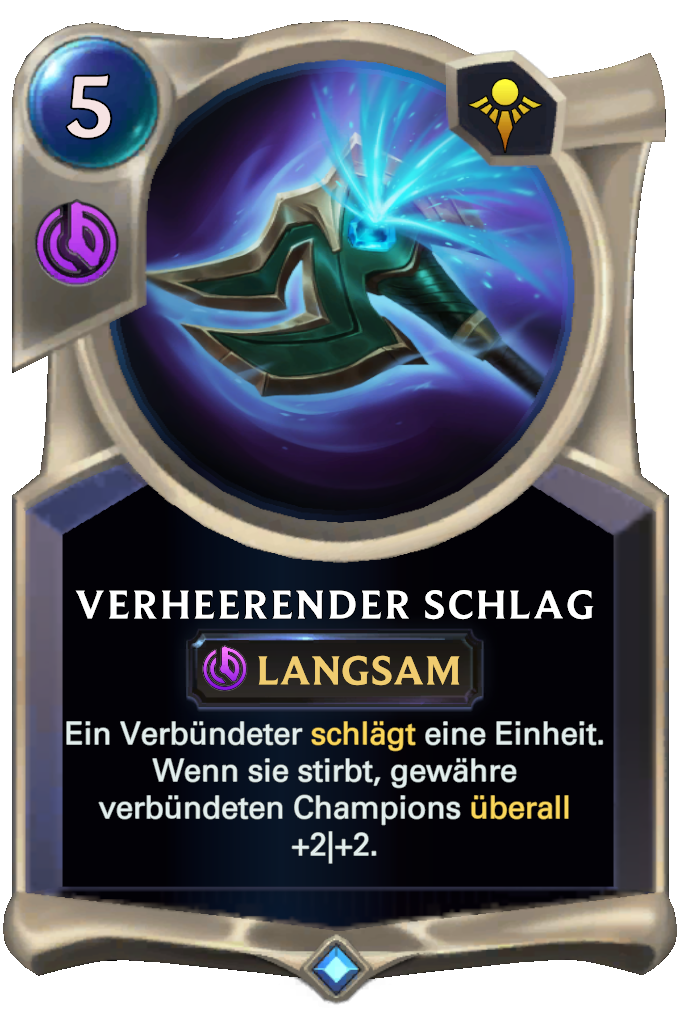 5
VERHEERENDER SCHLAG
LANGSAM
Ein Verbündeter schlägt eine Einheit.
Wenn sie stirbt, gewähre
verbündeten Champions überall
+2|+2.